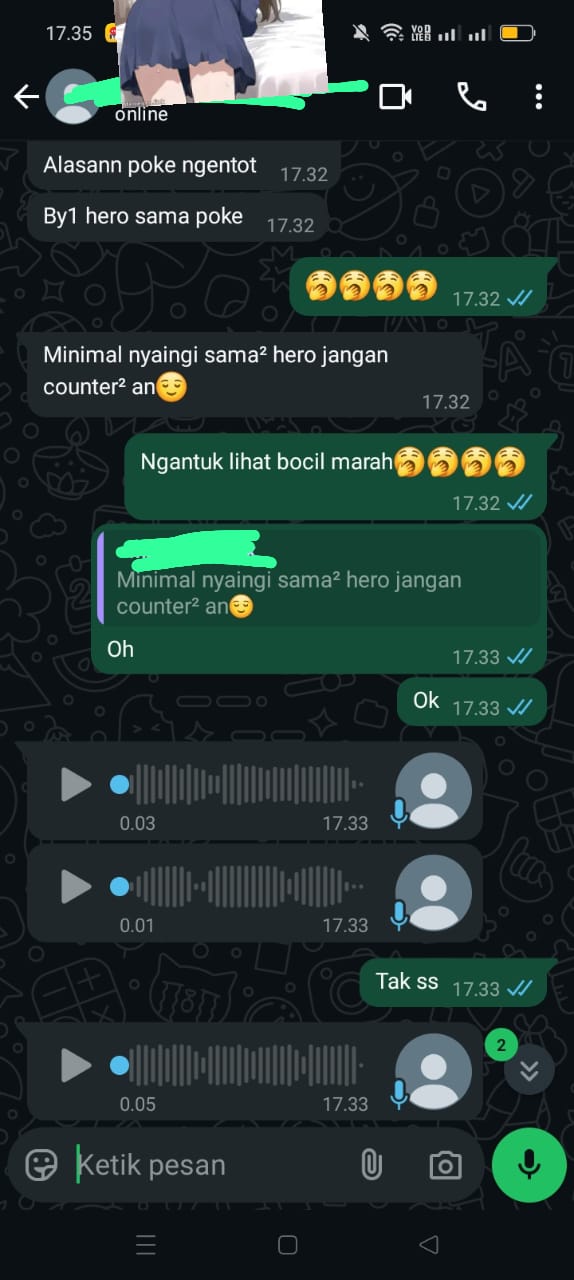 17.35
online
Alasann poke ngentot 17.32
By1 hero sama poke 17.32
🥱🥱🥱🥱 17.32
Minimal nyaingi sama² hero jangan
counter² an😌
17.32
Ngantuk lihat bocil marah🥱🥱🥱🥱
17.32
Minimal nyaingi sama² hero jangan
counter² an😌
Oh 17.33
Ok 17.33
0.03 17.33
0.01 17.33
Tak ss 17.33
2
0.05 17.33
Ketik pesan